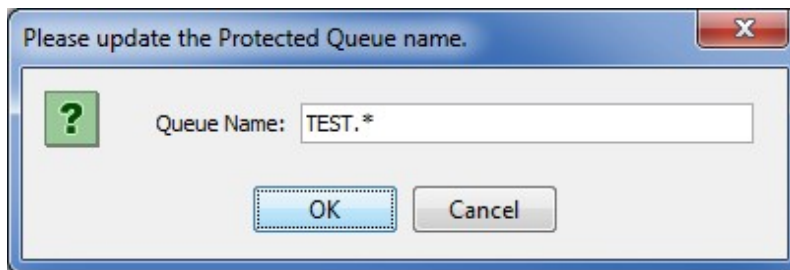 Please update the Protected Queue name.
Queue Name: TEST.*
OK Cancel